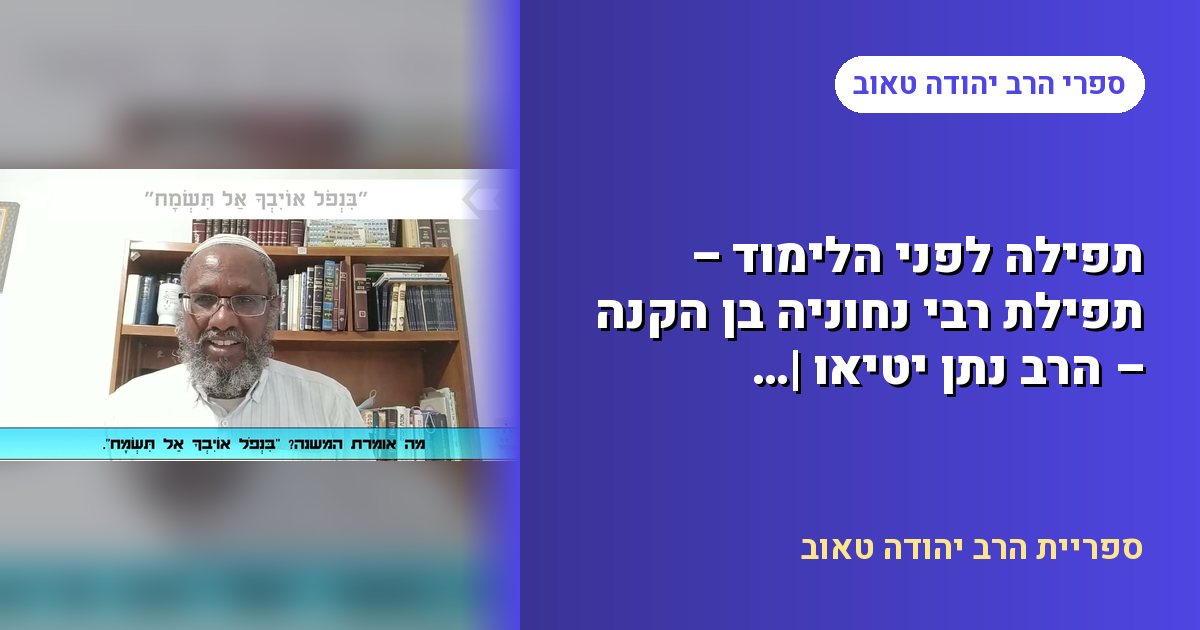 ספרי הרב יהודה טאוב
תפילה לפני הלימוד –
תפילת רבי נחוניה בן הקנה
– הרב נתן יטיאו |...
ספריית הרב יהודה טאוב
"בִּנְפֹל אוֹיִבְךָ אַל תִּשְׂמָח"
מה אומרת המשנה? "בִּנְפֹל אוֹיִבְךָ אַל תִּשְׂמָח".